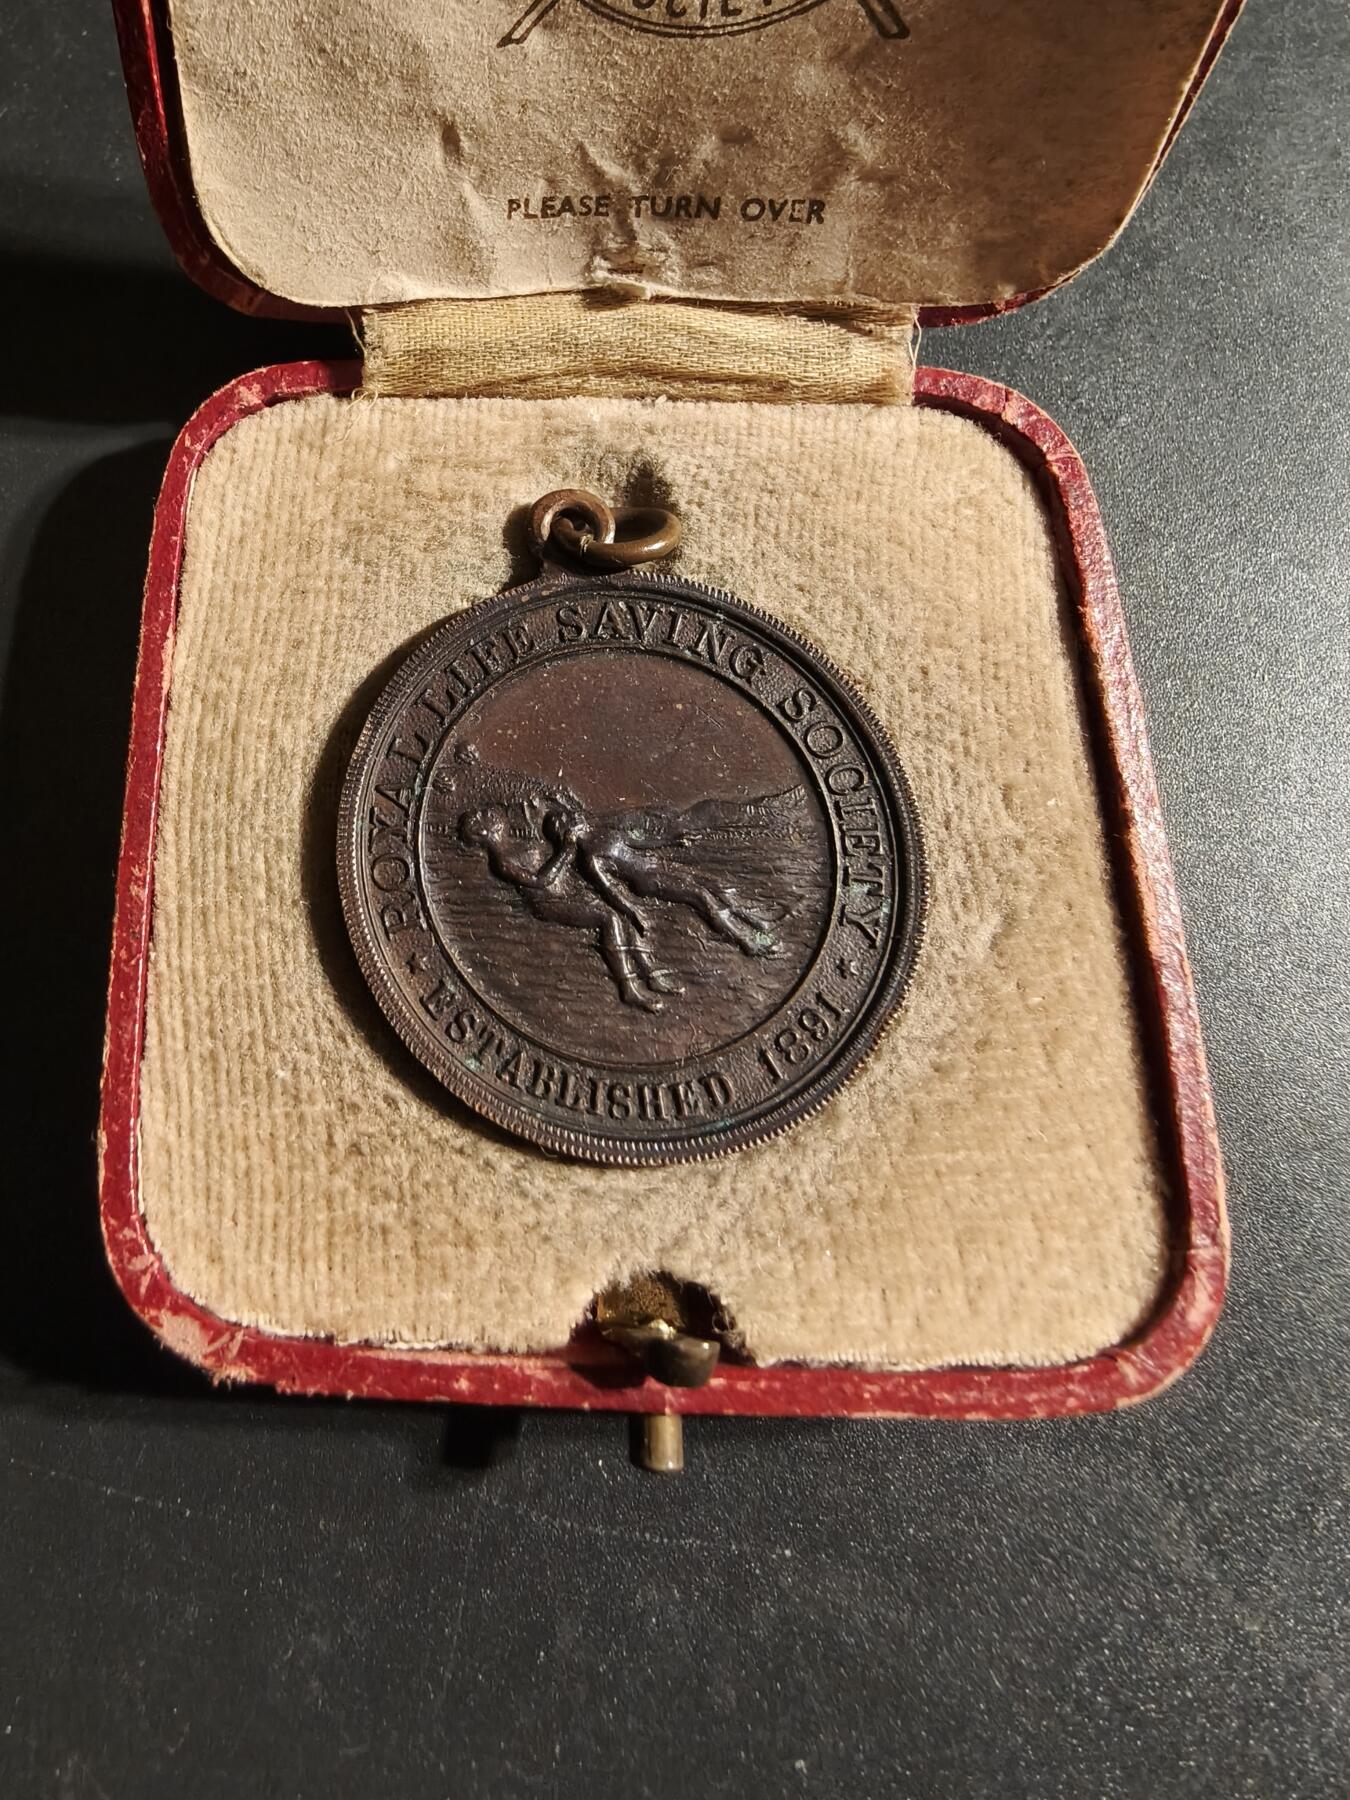 PLEASE TURN OVER
ROYAL LIFE SAVING SOCIETY
ESTABLISHED 1891